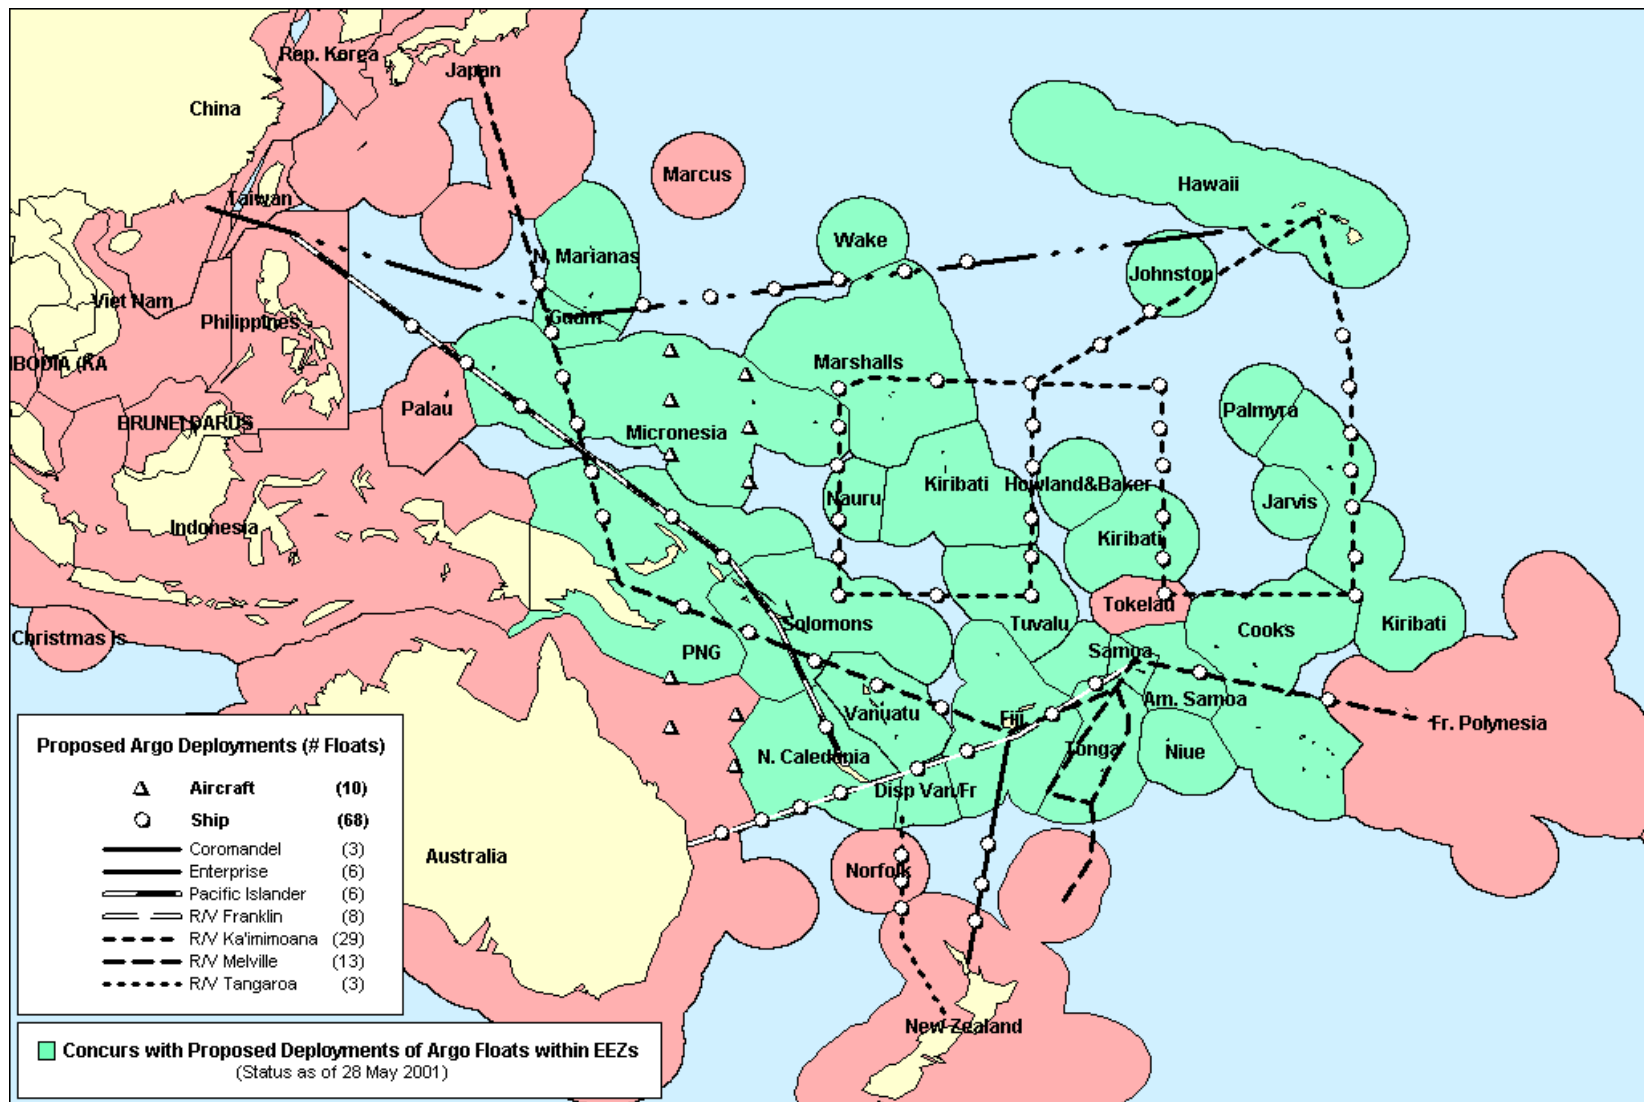 Rep. Korea
Japan
China
Marcus
Hawaii
Taiwan
Wake
N. Marianas
Johnston
Viet Nam
Guam
Philippines
MBODIA (KA
Marshalls
Palau
Palmyra
BRUNEI DARUS
Micronesia
Nauru
Kiribati
Howland&Baker
Jarvis
Indonesia
Kiribati
Tokelau
Christmas Is
Solomons
Tuvalu
Cooks
Kiribati
PNG
Samoa
Am. Samoa
Vanuatu
Fiji
Fr. Polynesia
N. Caledonia
Tonga
Niue
Disp Van/Fr
Australia
Norfolk
New Zealand
Proposed Argo Deployments (# Floats)
Aircraft (10)
Ship (68)
Coromandel (3)
Enterprise (6)
Pacific Islander (6)
R/V Franklin (8)
R/V Ka'imimoana (29)
R/V Melville (13)
R/V Tangaroa (3)
Concurs with Proposed Deployments of Argo Floats within EEZs
(Status as of 28 May 2001)